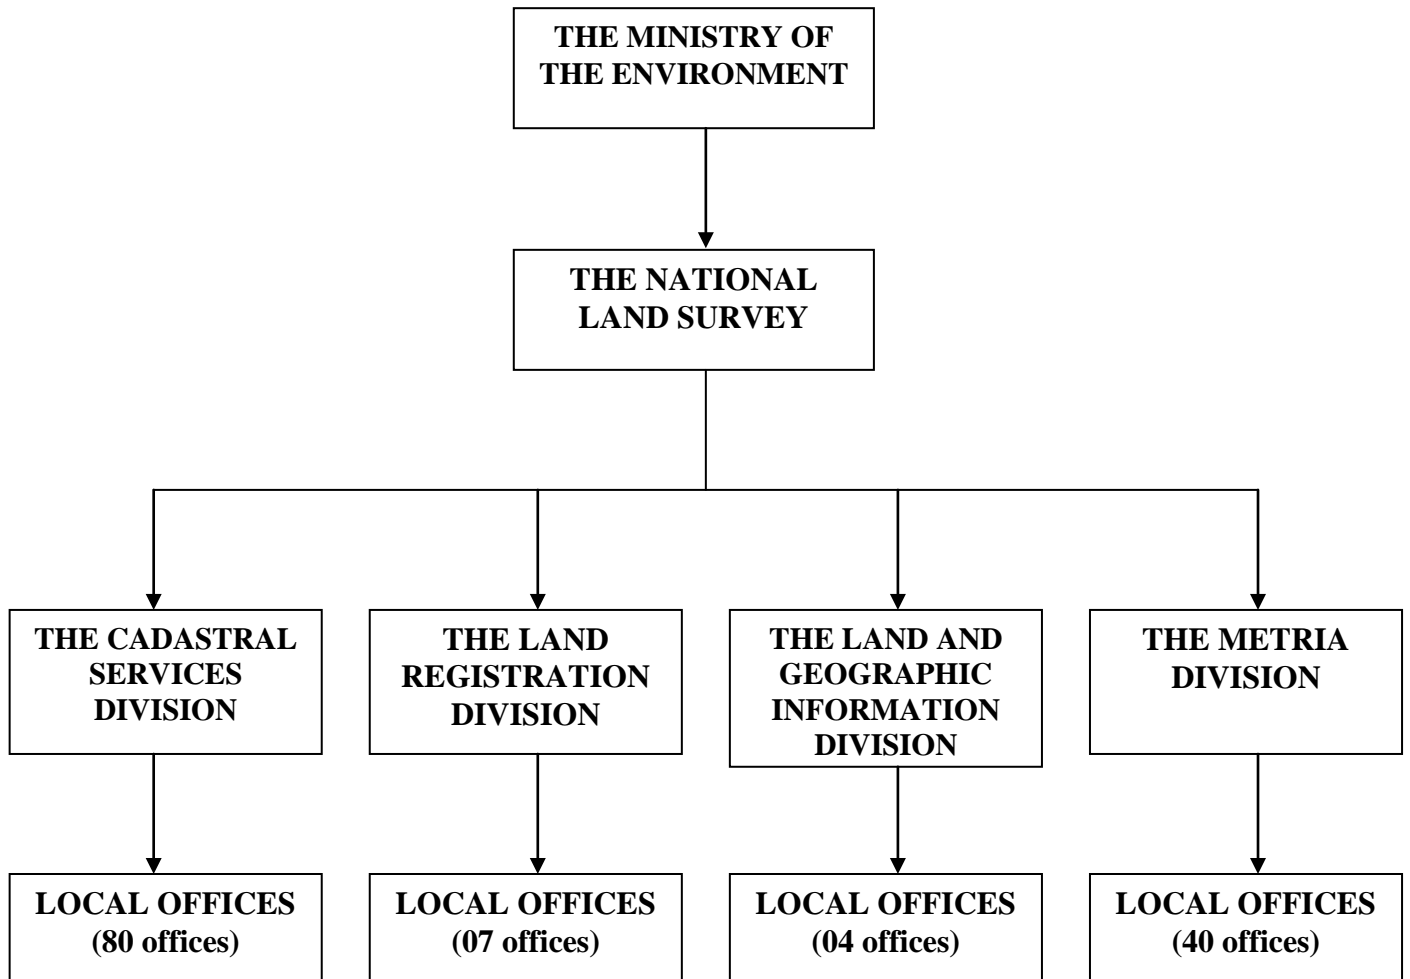 THE MINISTRY OF
THE ENVIRONMENT
THE NATIONAL
LAND SURVEY
THE CADASTRAL
SERVICES
DIVISION
THE LAND
REGISTRATION
DIVISION
THE LAND AND
GEOGRAPHIC
INFORMATION
DIVISION
THE METRIA
DIVISION
LOCAL OFFICES
(80 offices)
LOCAL OFFICES
(07 offices)
LOCAL OFFICES
(04 offices)
LOCAL OFFICES
(40 offices)